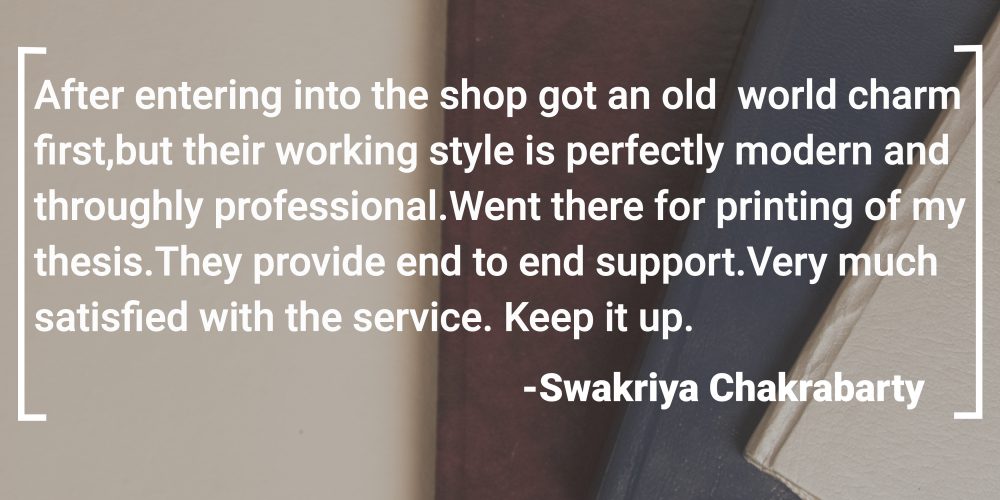 After entering into the shop got an old  world charm
first,but their working style is perfectly modern and
throughly professional.Went there for printing of my
thesis.They provide end to end support.Very much
satisfied with the service. Keep it up.
-Swakriya Chakrabarty